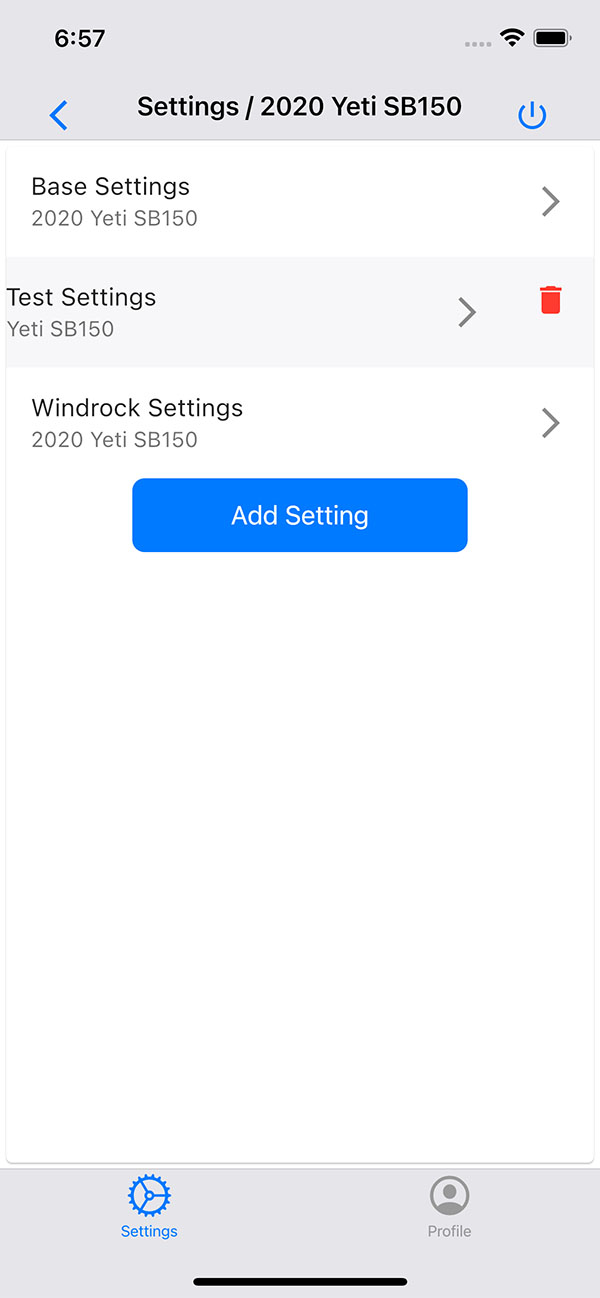 6:57
Settings / 2020 Yeti SB150
Base Settings
2020 Yeti SB150
Test Settings
Yeti SB150
Windrock Settings
2020 Yeti SB150
Add Setting
Settings
Profile